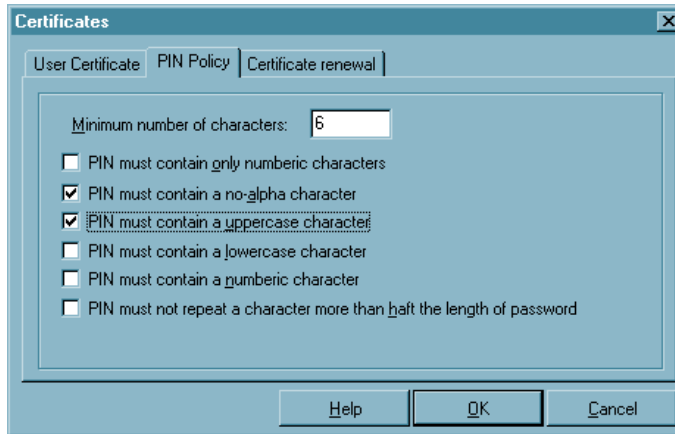 Certificates
User Certificate PIN Policy Certificate renewal
Minimum number of characters: 6
PIN must contain only numberic characters
PIN must contain a no-alpha character
PIN must contain a uppercase character
PIN must contain a lowercase character
PIN must contain a numberic character
PIN must not repeat a character more than haft the length of password
Help OK Cancel